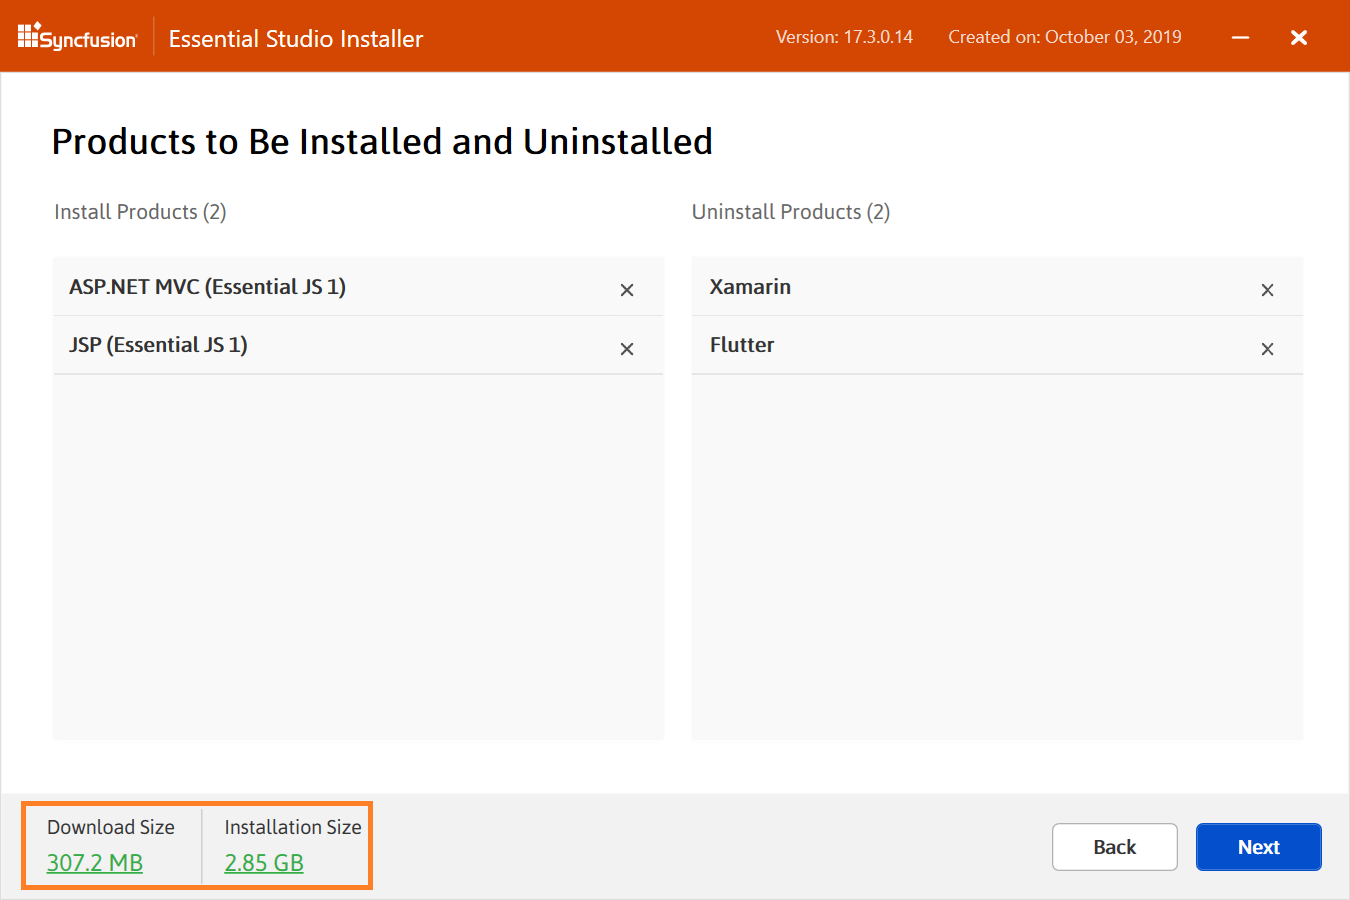 Syncfusion
Essential Studio Installer
Version: 17.3.0.14
Created on: October 03, 2019
Products to Be Installed and Uninstalled
Install Products (2)
ASP.NET MVC (Essential JS 1)
JSP (Essential JS 1)
Uninstall Products (2)
Xamarin
Flutter
Download Size
307.2 MB
Installation Size
2.85 GB
Back
Next